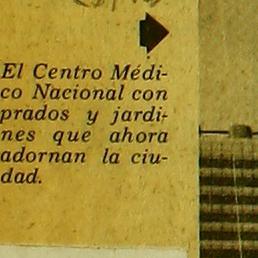 El Centro Médi-
co Nacional con
prados y jardi-
nes que ahora
adornan la ciu-
dad.